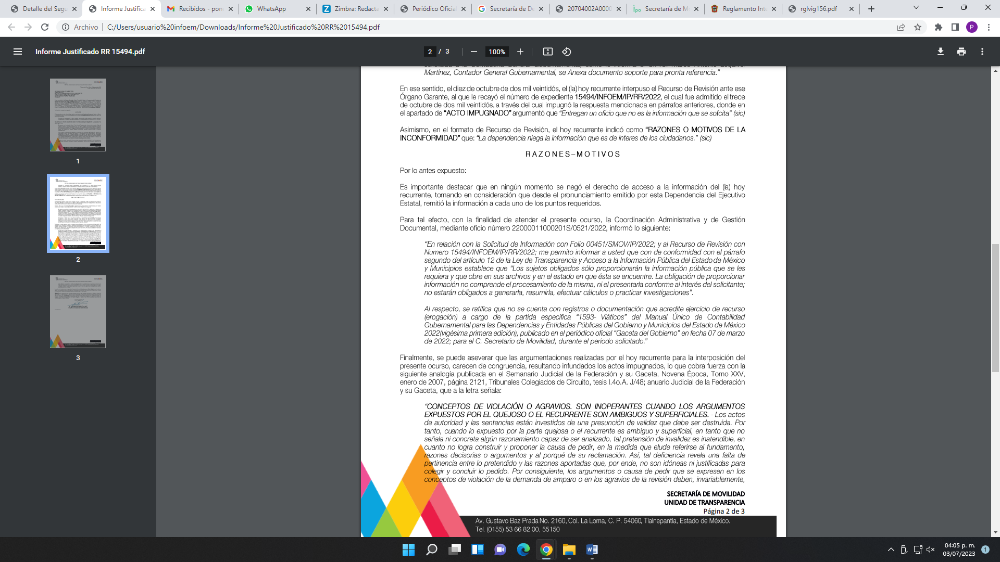 Detalle del Segu
Informe Justifica
Recibidos - pon
WhatsApp
Zimbra: Redacta
Periódico Oficia
Secretaría de De
20704002A0000
Secretaría de M
Reglamento Int
rglvig156.pdf
Archivo
C:/Users/usuario%20infoem/Downloads/Informe%20Justificado%20RR%2015494.pdf
P
Informe Justificado RR 15494.pdf
2 / 3
100%
1
2
3
Martínez, Contador General Gubernamental, se Anexa documento soporte para pronta referencia.”
En ese sentido, el diez de octubre de dos mil veintidós, el (la) hoy recurrente interpuso el Recurso de Revisión ante ese
Órgano Garante, al que le recayó el número de expediente 15494/INFOEM/IP/RR/2022, el cual fue admitido el trece
de octubre de dos mil veintidós, a través del cual impugnó la respuesta mencionada en párrafos anteriores, donde en
el apartado de “ACTO IMPUGNADO” argumentó que “Entregan un oficio que no es la información que se solicita” (sic)
Asimismo, en el formato de Recurso de Revisión, el hoy recurrente indicó como “RAZONES O MOTIVOS DE LA
INCONFORMIDAD” que: “La dependencia niega la información que es de interes de los ciudadanos.” (sic)
R A Z O N E S – M O T I V O S
Por lo antes expuesto:
Es importante destacar que en ningún momento se negó el derecho de acceso a la información del (la) hoy
recurrente, tomando en consideración que desde el pronunciamiento emitido por esta Dependencia del Ejecutivo
Estatal, remitió la información a cada uno de los puntos requeridos.
Para tal efecto, con la finalidad de atender el presente ocurso, la Coordinación Administrativa y de Gestión
Documental, mediante oficio número 22000011000201S/0521/2022, informó lo siguiente:
“En relación con la Solicitud de Información con Folio 00451/SMOV/IP/2022; y al Recurso de Revisión con
Numero 15494/INFOEM/IP/RR/2022; me permito informar a usted que con de conformidad con el párrafo
segundo del artículo 12 de la Ley de Transparencia y Acceso a la Información Pública del Estado de México
y Municipios establece que “Los sujetos obligados sólo proporcionarán la información pública que se les
requiera y que obre en sus archivos y en el estado en que ésta se encuentre. La obligación de proporcionar
información no comprende el procesamiento de la misma, ni el presentarla conforme al interés del solicitante;
no estarán obligados a generarla, resumirla, efectuar cálculos o practicar investigaciones”.
Al respecto, se ratifica que no se cuenta con registros o documentación que acredite ejercicio de recurso
(erogación) a cargo de la partida específica “1593- Viáticos” del Manual Único de Contabilidad
Gubernamental para las Dependencias y Entidades Públicas del Gobierno y Municipios del Estado de México
2022(vigésima primera edición), publicado en el periódico oficial “Gaceta del Gobierno” en fecha 07 de marzo
de 2022; para el C. Secretario de Movilidad, durante el periodo solicitado.”
Finalmente, se puede aseverar que las argumentaciones realizadas por el hoy recurrente para la interposición del
presente ocurso, carecen de congruencia, resultando infundados los actos impugnados, lo que cobra fuerza con la
siguiente analogía publicada en el Semanario Judicial de la Federación y su Gaceta, Novena Época, Tomo XXV,
enero de 2007, página 2121, Tribunales Colegiados de Circuito, tesis I.4o.A. J/48; anuario Judicial de la Federación
y su Gaceta, que a la letra señala:
“CONCEPTOS DE VIOLACIÓN O AGRAVIOS. SON INOPERANTES CUANDO LOS ARGUMENTOS
EXPUESTOS POR EL QUEJOSO O EL RECURRENTE SON AMBIGUOS Y SUPERFICIALES. - Los actos
de autoridad y las sentencias están investidos de una presunción de validez que debe ser destruida. Por
tanto, cuando lo expuesto por la parte quejosa o el recurrente es ambiguo y superficial, en tanto que no
señala ni concreta algún razonamiento capaz de ser analizado, tal pretensión de invalidez es inatendible, en
cuanto no logra construir y proponer la causa de pedir, en la medida que elude referirse al fundamento,
razones decisorias o argumentos y al porqué de su reclamación. Así, tal deficiencia revela una falta de
pertinencia entre lo pretendido y las razones aportadas que, por ende, no son idóneas ni justificadas para
colegir y concluir lo pedido. Por consiguiente, los argumentos o causa de pedir que se expresen en los
conceptos de violación de la demanda de amparo o en los agravios de la revisión deben, invariablemente,
SECRETARÍA DE MOVILIDAD
UNIDAD DE TRANSPARENCIA
Página 2 de 3
Av. Gustavo Baz Prada No. 2160, Col. La Loma, C. P. 54060, Tlalnepantla, Estado de México.
Tel. (0155) 53 66 82 00, 55150
04:05 p. m.
03/07/2023
1